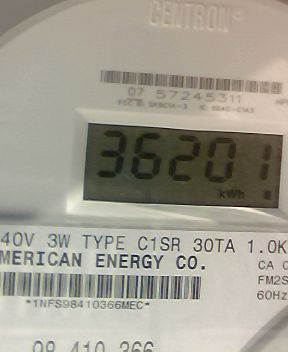 CENTRON®
07 57245311
36201
kWh
40V 3W TYPE C1SR 30TA 1.0K
MERICAN ENERGY CO.
CA 0
FM2S
60Hz
*1NFS98410366MEC*
98 410 366